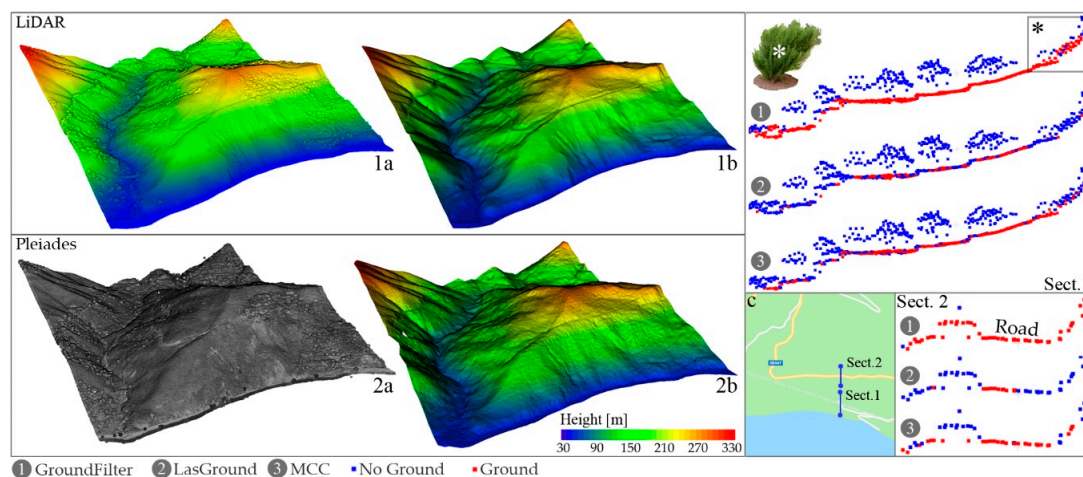 LiDAR
1a
1b
Pleiades
2a
2b
Height [m]
30 90 150 210 270 330
*
*
1
2
3
Sect. 1
c
Sect.2
Sect.1
Sect. 2
1
Road
2
3
1 GroundFilter 2 LasGround 3 MCC No Ground Ground